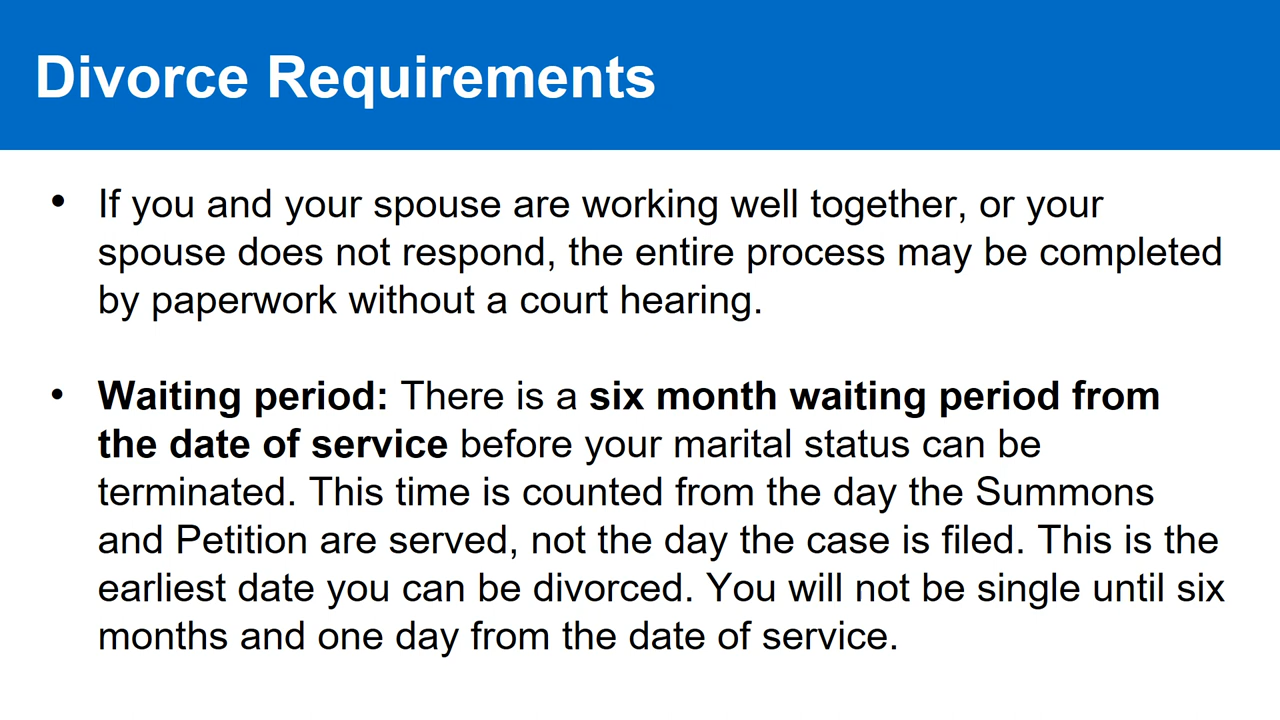 Divorce Requirements
• If you and your spouse are working well together, or your
spouse does not respond, the entire process may be completed
by paperwork without a court hearing.
• Waiting period: There is a six month waiting period from
the date of service before your marital status can be
terminated. This time is counted from the day the Summons
and Petition are served, not the day the case is filed. This is the
earliest date you can be divorced. You will not be single until six
months and one day from the date of service.